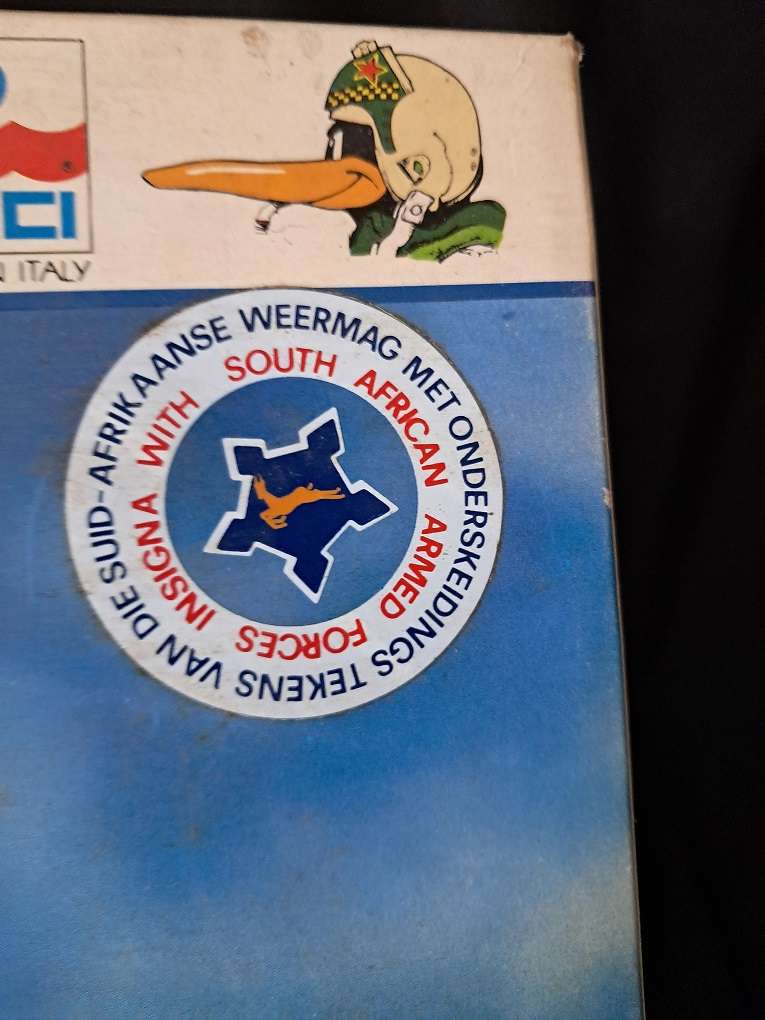 CI
ITALY
MET ONDERSKEIDINGS TEKENS VAN DIE SUID-AFRIKAANSE WEERMAG
WITH SOUTH AFRICAN ARMED FORCES INSIGNA